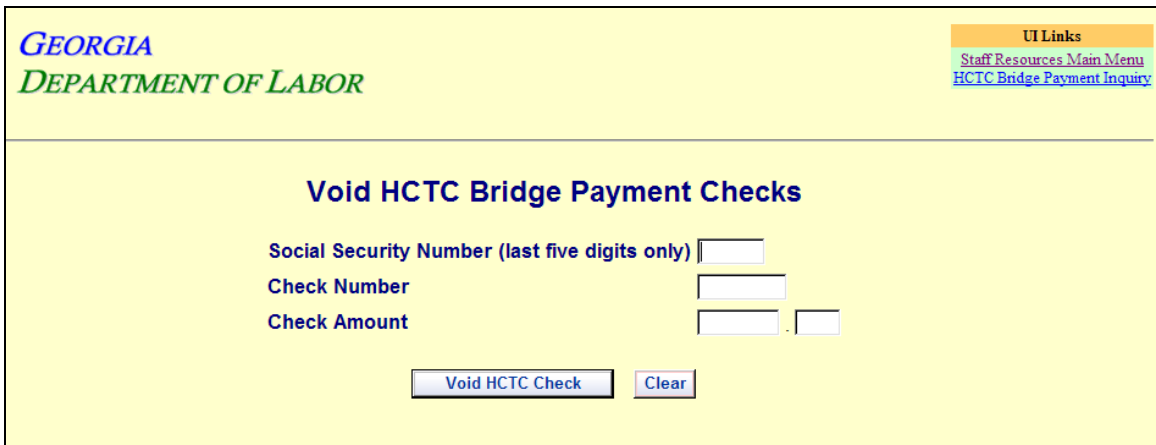 GEORGIA
DEPARTMENT OF LABOR
UI Links
Staff Resources Main Menu
HCTC Bridge Payment Inquiry
Void HCTC Bridge Payment Checks
Social Security Number (last five digits only)
Check Number
Check Amount
.
Void HCTC Check Clear